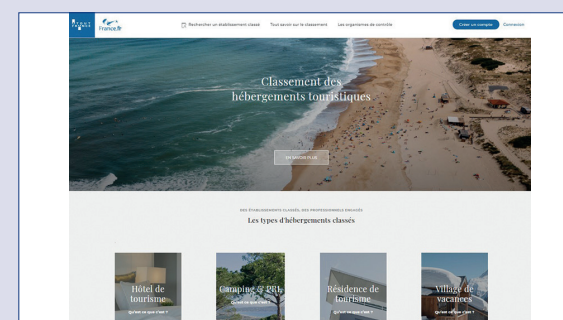 ATOUT
FRANCE
France.fr
Rechercher un établissement classé
Tout savoir sur le classement
Les organismes de contrôle
Créer un compte
Connexion
Classement des
hébergements touristiques
EN SAVOIR PLUS
DES ÉTABLISSEMENTS CLASSÉS, DES PROFESSIONNELS ENGAGÉS
Les types d'hébergements classés
Hôtel de
tourisme
Qu'est ce que c'est ?
Camping & PRL
Qu'est ce que c'est ?
Résidence de
tourisme
Qu'est ce que c'est ?
Village de
vacances
Qu'est ce que c'est ?